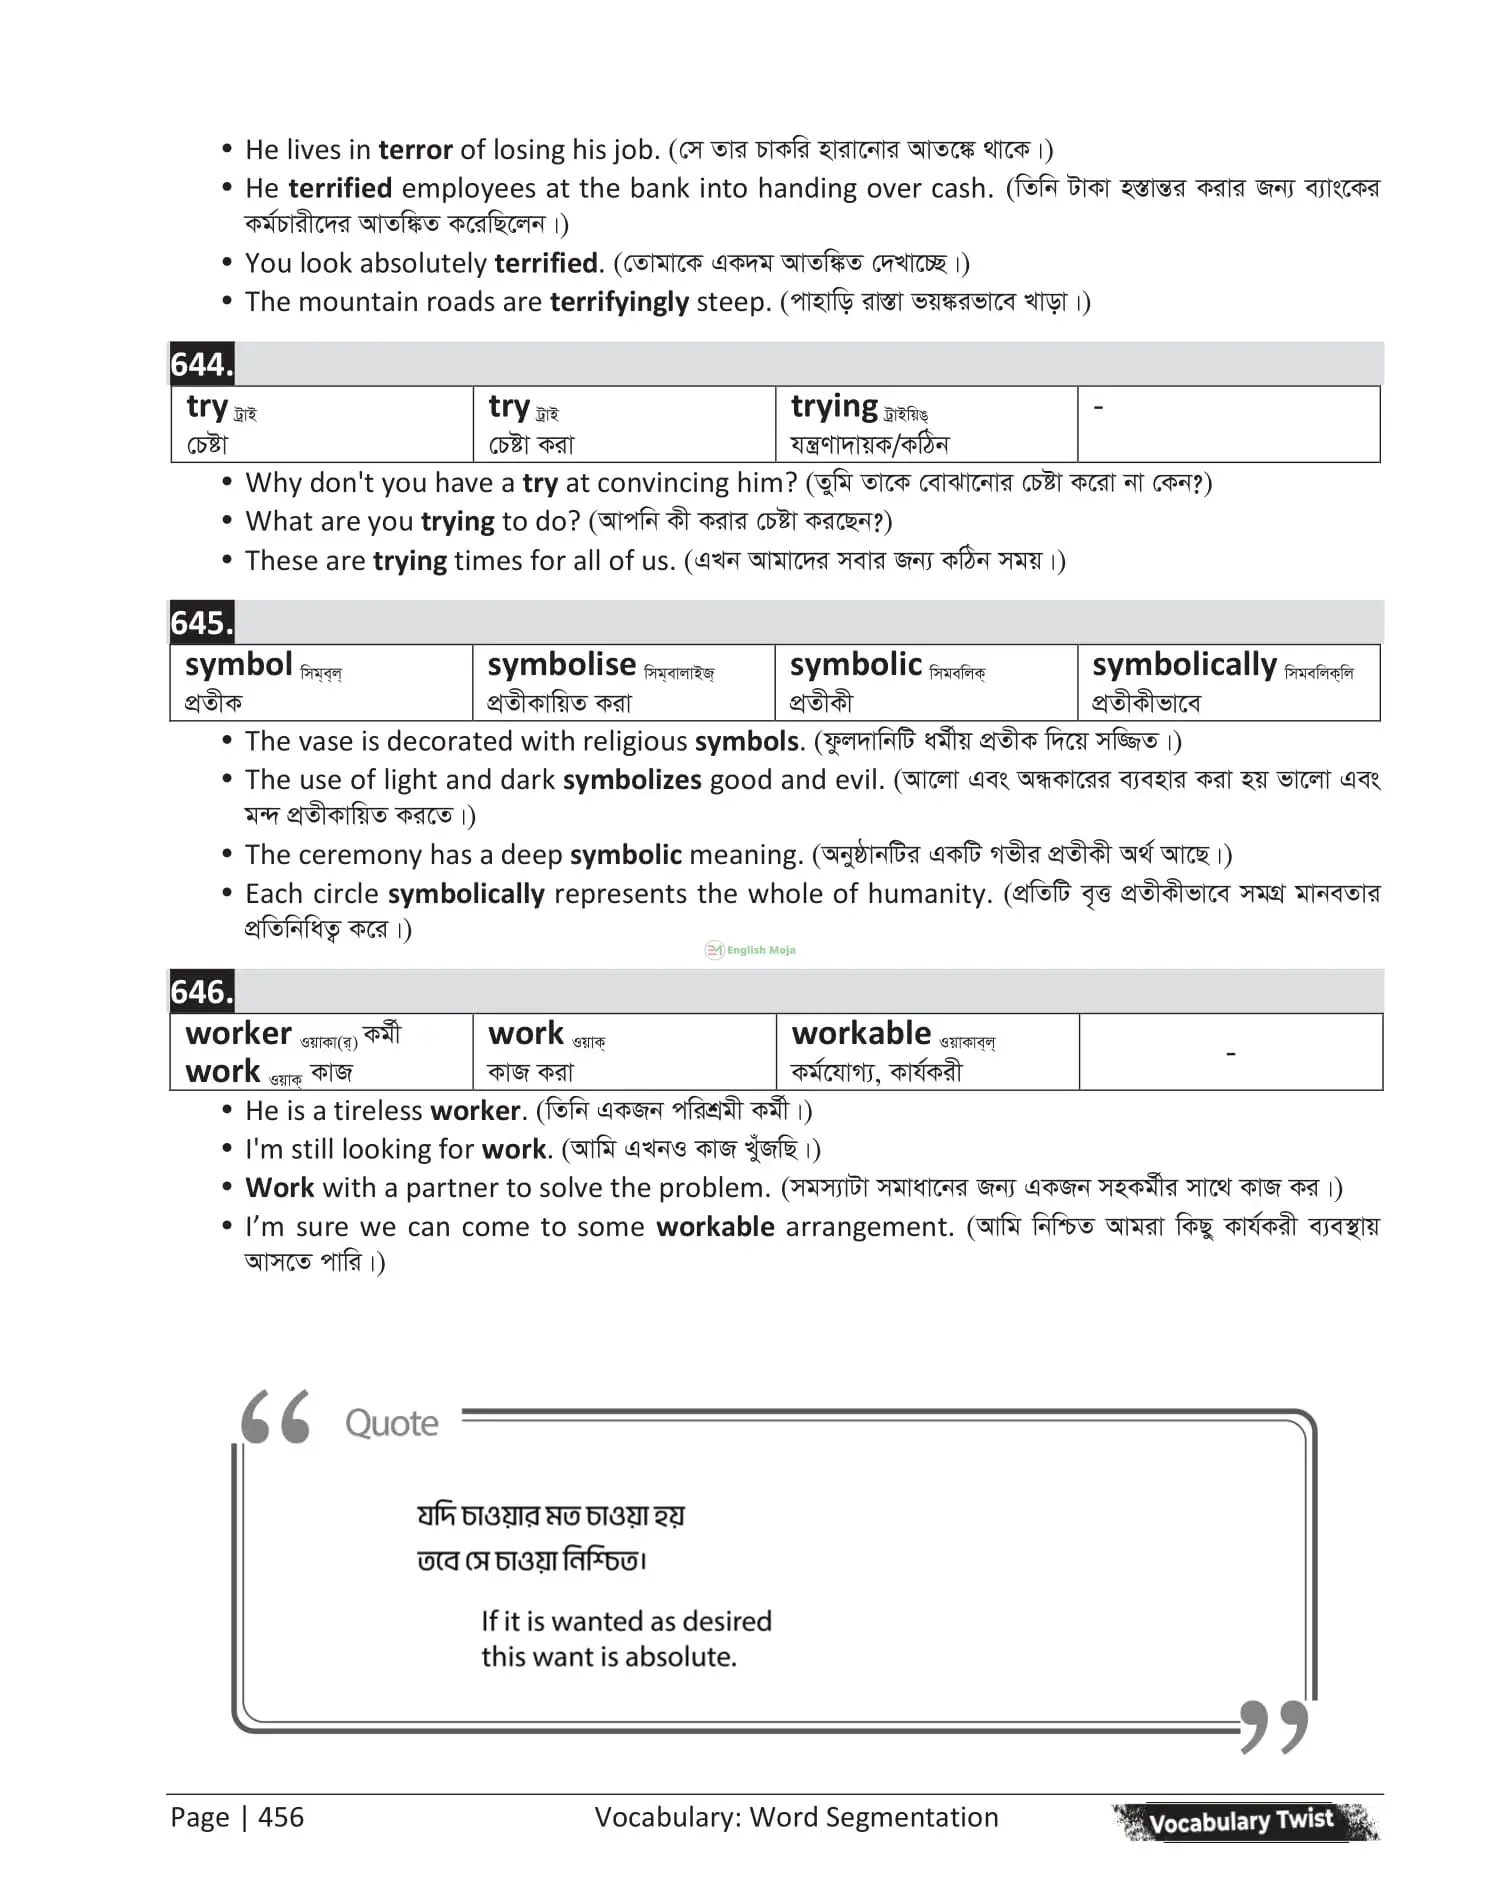 • He lives in terror of losing his job. (সে তার চাকরি হারানোর আতঙ্কে থাকে।)
• He terrified employees at the bank into handing over cash. (তিনি টাকা হস্তান্তর করার জন্য ব্যাংকের
কর্মচারীদের আতঙ্কিত করেছিলেন।)
• You look absolutely terrified. (তোমাকে একদম আতঙ্কিত দেখাচ্ছে।)
• The mountain roads are terrifyingly steep. (পাহাড়ি রাস্তা ভয়ঙ্করভাবে খাড়া।)
644.
try ট্রাই try ট্রাই trying ট্রাইয়িঙ্ -
চেষ্টা চেষ্টা করা যন্ত্রণাদায়ক/কঠিন
• Why don't you have a try at convincing him? (তুমি তাকে বোঝানোর চেষ্টা করো না কেন?)
• What are you trying to do? (আপনি কী করার চেষ্টা করছেন?)
• These are trying times for all of us. (এখন আমাদের সবার জন্য কঠিন সময়।)
645.
symbol সিম্ব্ল্ symbolise সিম্বালাইজ্ symbolic সিমবলিক্ symbolically সিমবলিক্লি
প্রতীক প্রতীকায়িত করা প্রতীকী প্রতীকীভাবে
• The vase is decorated with religious symbols. (ফুলদানিটি ধর্মীয় প্রতীক দিয়ে সজ্জিত।)
• The use of light and dark symbolizes good and evil. (আলো এবং অন্ধকারের ব্যবহার করা হয় ভালো এবং
মন্দ প্রতীকায়িত করতে।)
• The ceremony has a deep symbolic meaning. (অনুষ্ঠানটির একটি গভীর প্রতীকী অর্থ আছে।)
• Each circle symbolically represents the whole of humanity. (প্রতিটি বৃত্ত প্রতীকীভাবে সমগ্র মানবতার
প্রতিনিধিত্ব করে।)
English Moja
646.
worker ওয়াকা(র্) কর্মী work ওয়াক্ workable ওয়াকাব্ল্ -
work ওয়াক্ কাজ কাজ করা কর্মযোগ্য, কার্যকরী
• He is a tireless worker. (তিনি একজন পরিশ্রমী কর্মী।)
• I'm still looking for work. (আমি এখনও কাজ খুঁজছি।)
• Work with a partner to solve the problem. (সমস্যাটা সমাধানের জন্য একজন সহকর্মীর সাথে কাজ কর।)
• I’m sure we can come to some workable arrangement. (আমি নিশ্চিত আমরা কিছু কার্যকরী ব্যবস্থায়
আসতে পারি।)
“ Quote
যদি চাওয়ার মত চাওয়া হয়
তবে সে চাওয়া নিশ্চিত।
If it is wanted as desired
this want is absolute.
”
Page | 456 Vocabulary: Word Segmentation Vocabulary Twist